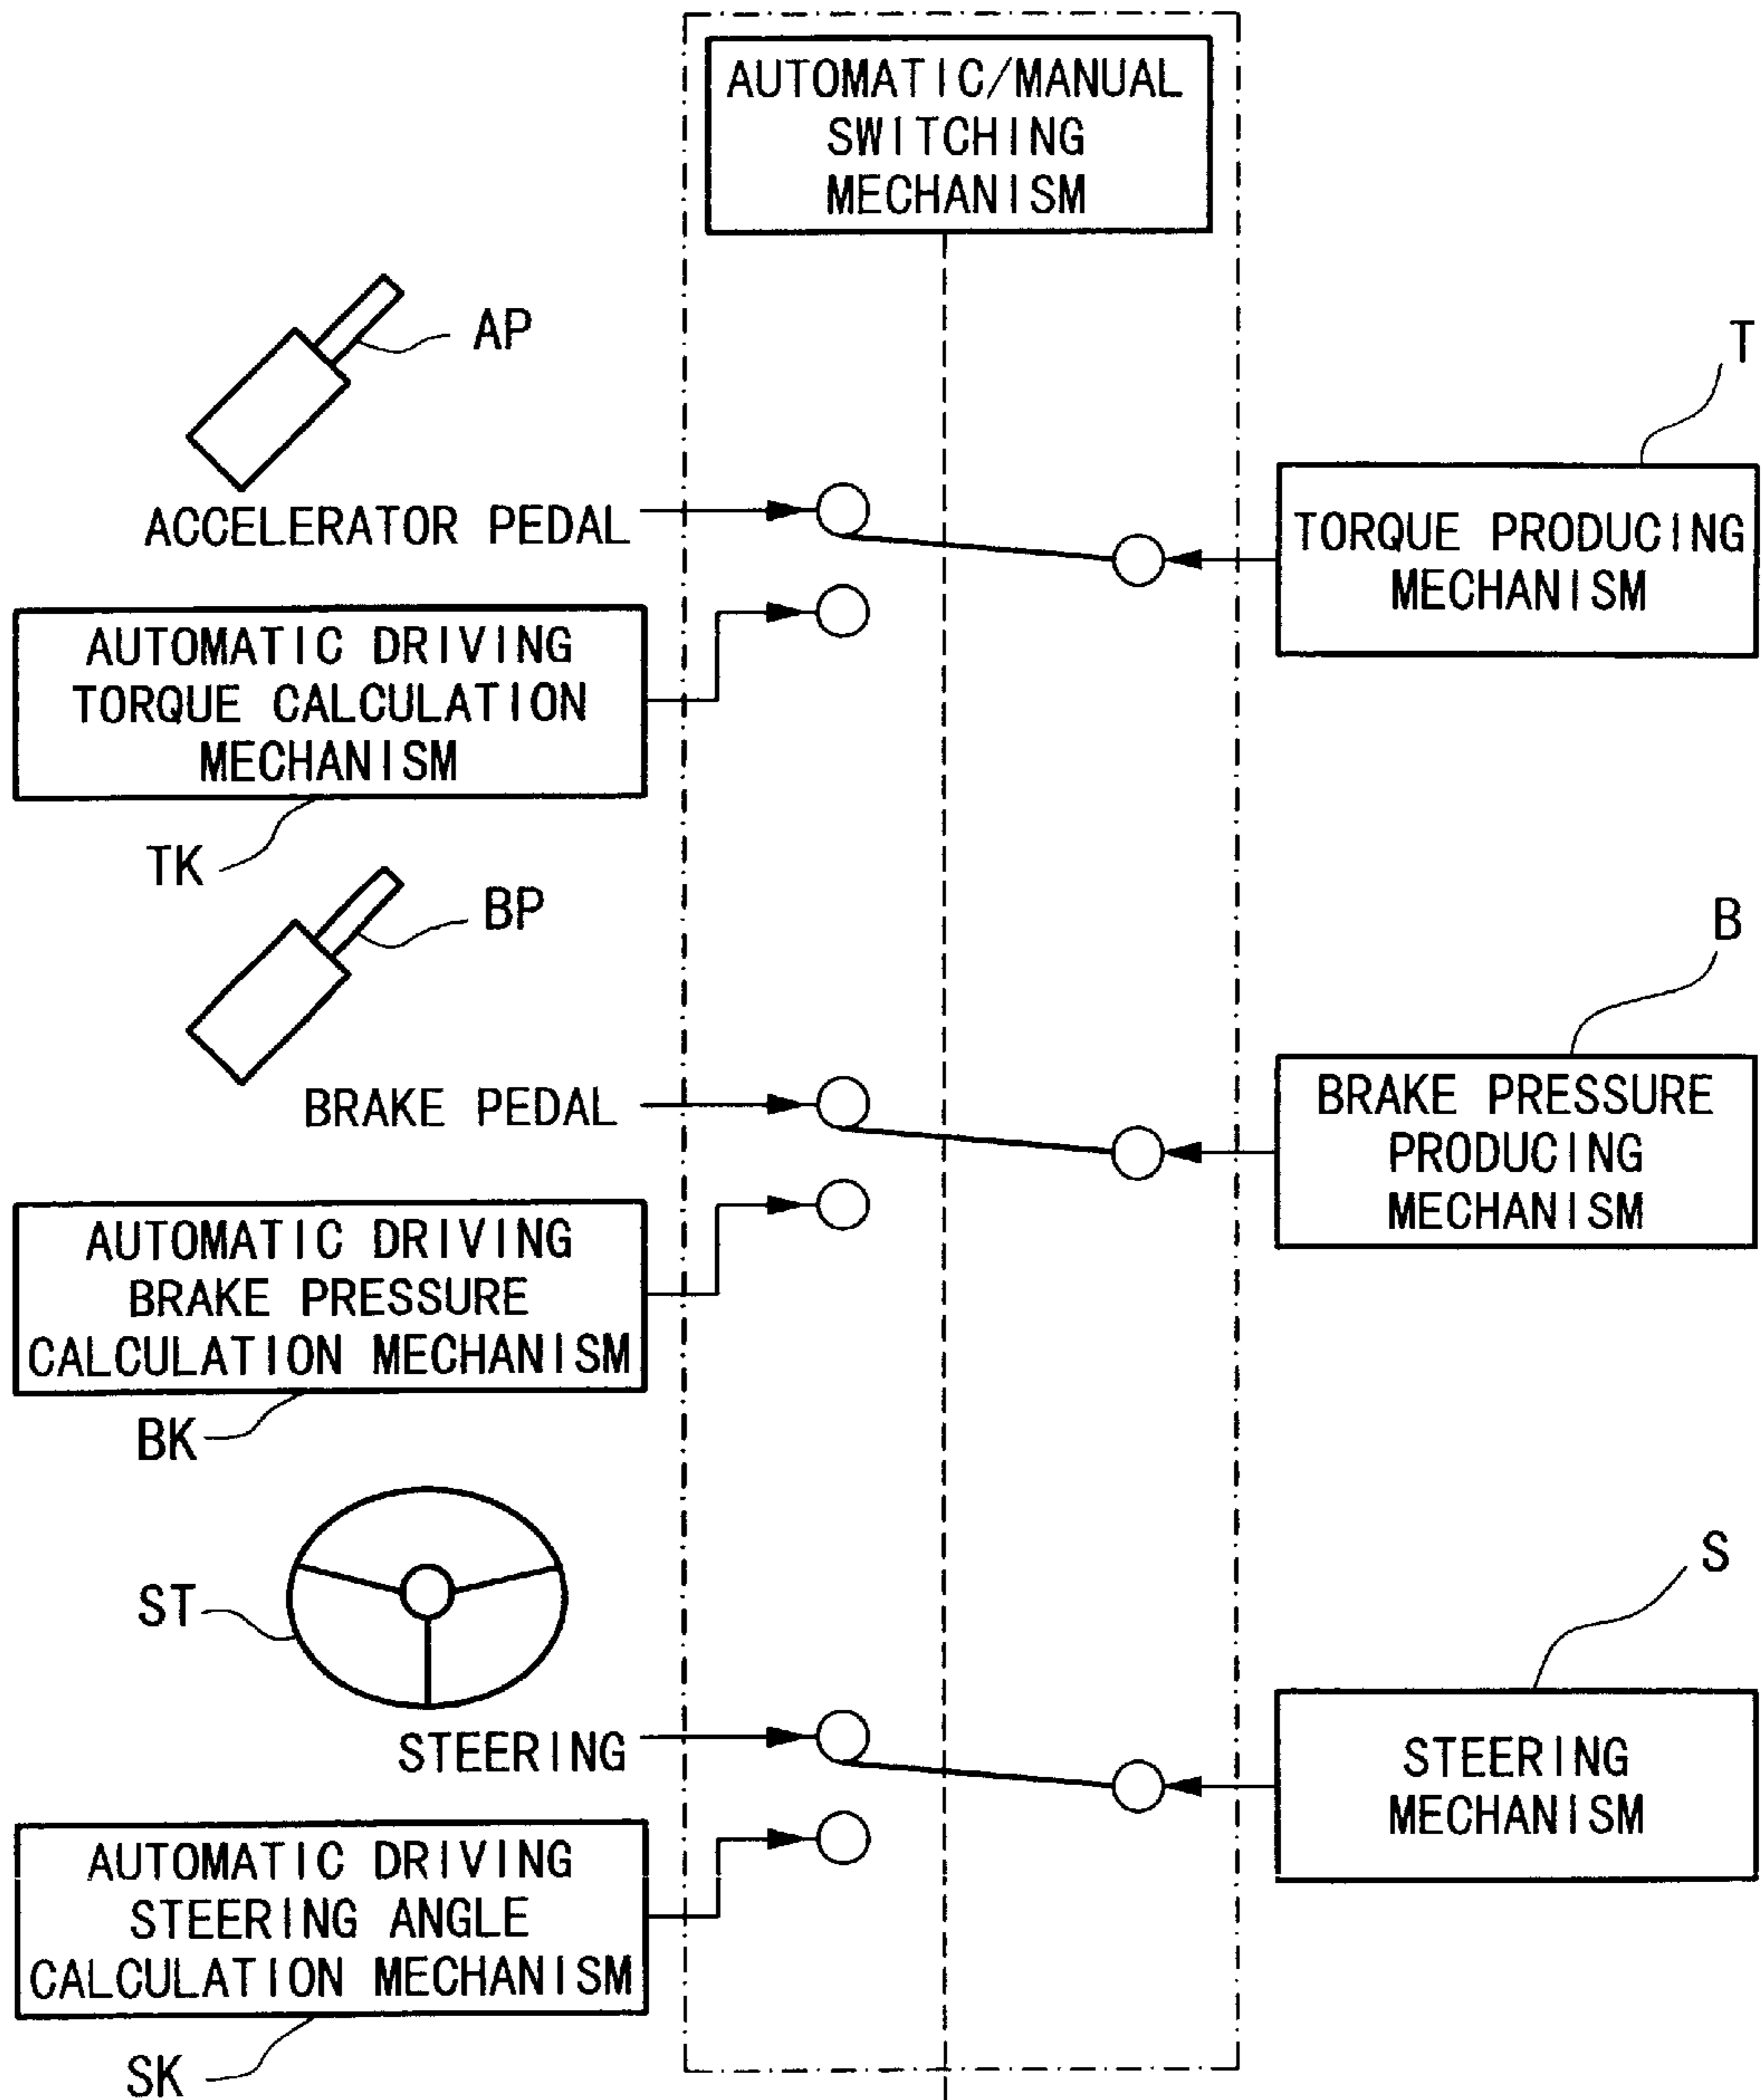 AUTOMATIC/MANUAL
SWITCHING
MECHANISM
AP
T
ACCELERATOR PEDAL
TORQUE PRODUCING
MECHANISM
AUTOMATIC DRIVING
TORQUE CALCULATION
MECHANISM
TK
BP
B
BRAKE PEDAL
BRAKE PRESSURE
PRODUCING
MECHANISM
AUTOMATIC DRIVING
BRAKE PRESSURE
CALCULATION MECHANISM
BK
ST
S
STEERING
STEERING
MECHANISM
AUTOMATIC DRIVING
STEERING ANGLE
CALCULATION MECHANISM
SK